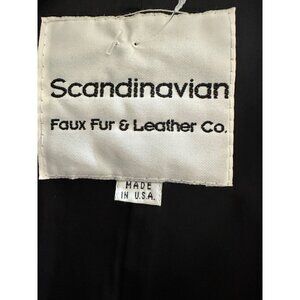 Scandinavian
Faux Fur & Leather Co.
MADE
IN U.S.A.